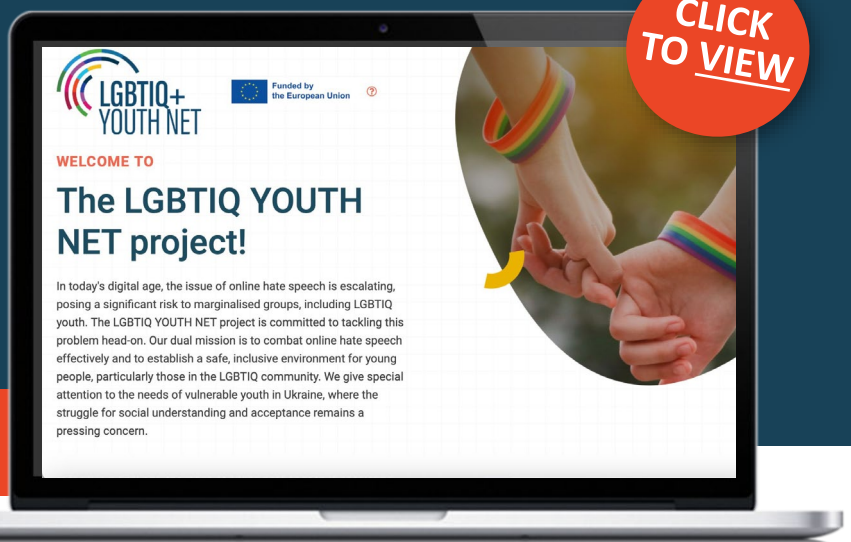 CLICK
TO VIEW
LGBTIQ+
YOUTH NET
Funded by
the European Union
?
WELCOME TO
The LGBTIQ YOUTH
NET project!
In today's digital age, the issue of online hate speech is escalating,
posing a significant risk to marginalised groups, including LGBTIQ
youth. The LGBTIQ YOUTH NET project is committed to tackling this
problem head-on. Our dual mission is to combat online hate speech
effectively and to establish a safe, inclusive environment for young
people, particularly those in the LGBTIQ community. We give special
attention to the needs of vulnerable youth in Ukraine, where the
struggle for social understanding and acceptance remains a
pressing concern.